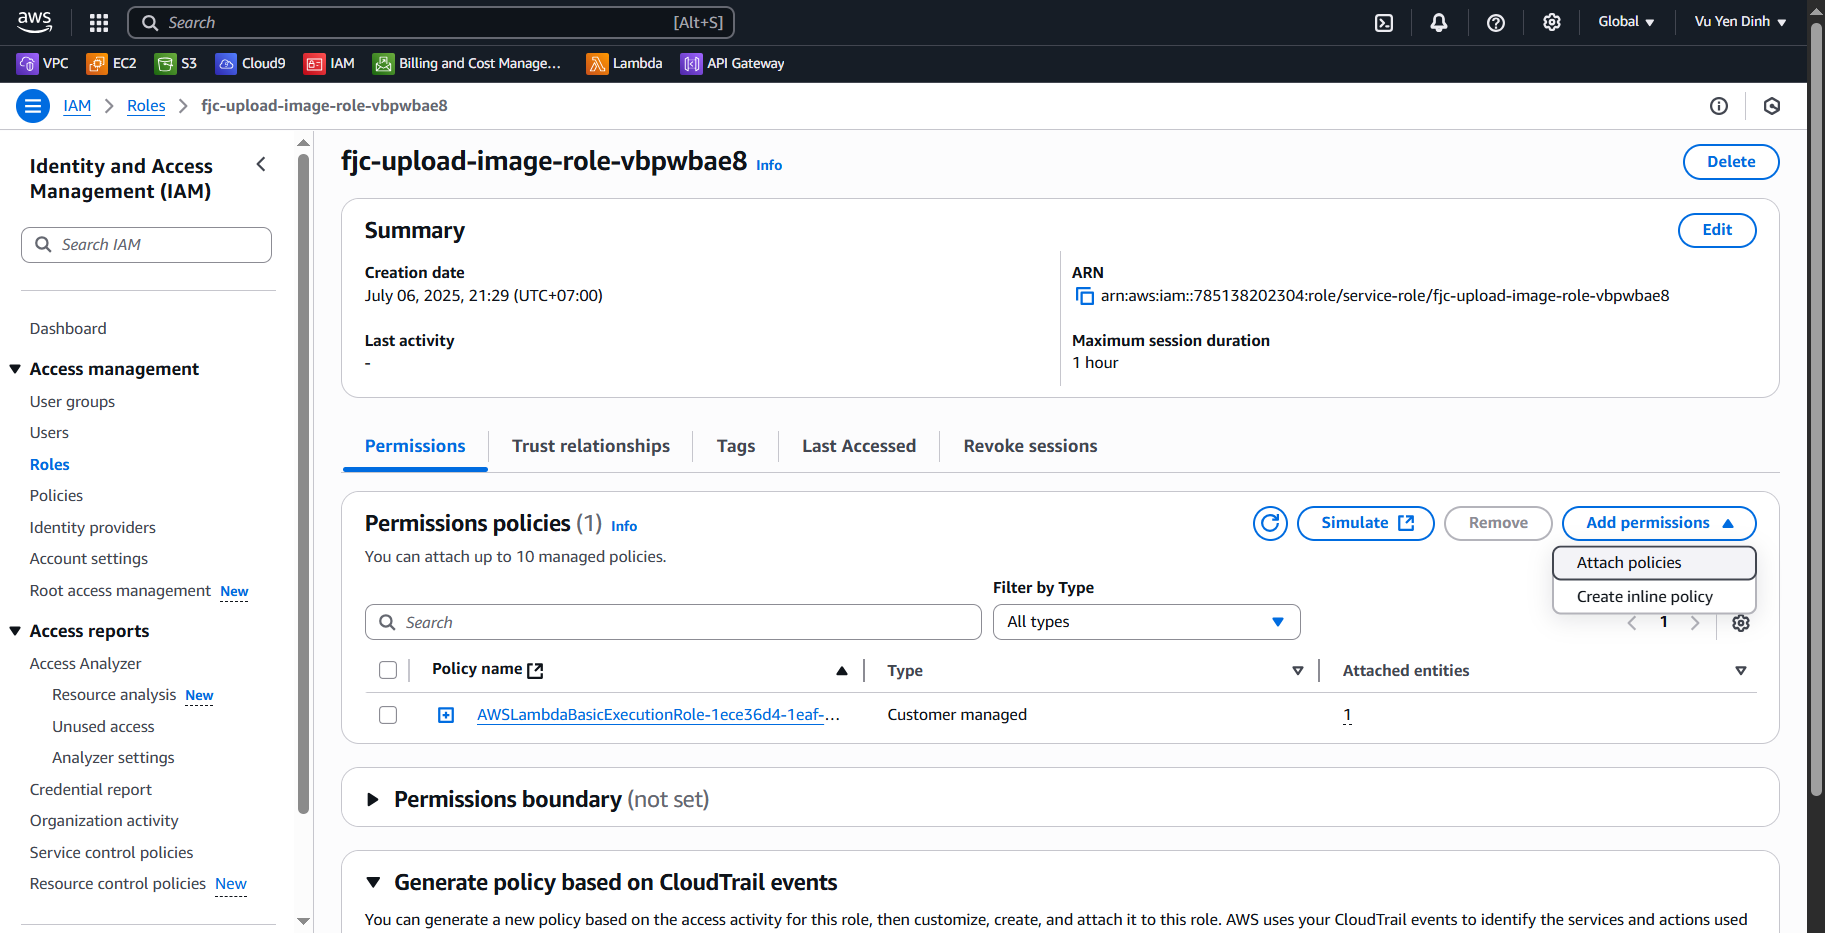 aws
Search [Alt+S]
Global
Vu Yen Dinh
VPC
EC2
S3
Cloud9
IAM
Billing and Cost Manage...
Lambda
API Gateway
IAM
Roles
fjc-upload-image-role-vbpwbae8
Identity and Access
Management (IAM)
Search IAM
Dashboard
Access management
User groups
Users
Roles
Policies
Identity providers
Account settings
Root access management New
Access reports
Access Analyzer
Resource analysis New
Unused access
Analyzer settings
Credential report
Organization activity
Service control policies
Resource control policies New
fjc-upload-image-role-vbpwbae8 Info
Delete
Summary
Edit
Creation date
July 06, 2025, 21:29 (UTC+07:00)
ARN
arn:aws:iam::785138202304:role/service-role/fjc-upload-image-role-vbpwbae8
Last activity
-
Maximum session duration
1 hour
Permissions
Trust relationships
Tags
Last Accessed
Revoke sessions
Permissions policies (1) Info
You can attach up to 10 managed policies.
Simulate
Remove
Add permissions
Attach policies
Create inline policy
Filter by Type
Search
All types
1
Policy name
Type
Attached entities
AWSLambdaBasicExecutionRole-1ece36d4-1eaf-...
Customer managed
1
Permissions boundary (not set)
Generate policy based on CloudTrail events
You can generate a new policy based on the access activity for this role, then customize, create, and attach it to this role. AWS uses your CloudTrail events to identify the services and actions used